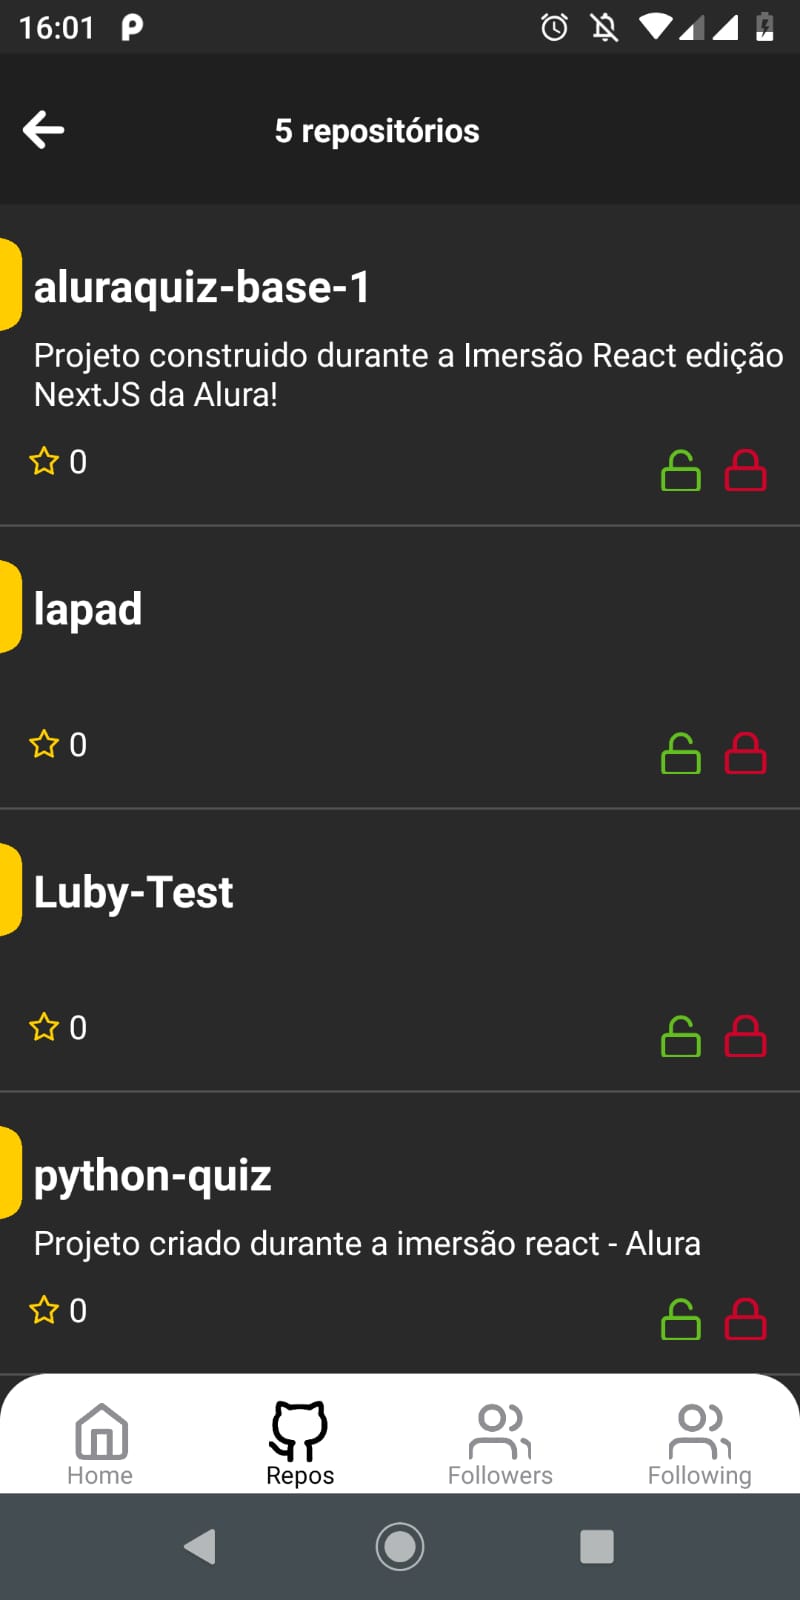 16:01
5 repositórios
aluraquiz-base-1
Projeto construido durante a Imersão React edição
NextJS da Alura!
0
lapad
0
Luby-Test
0
python-quiz
Projeto criado durante a imersão react - Alura
0
Home Repos Followers Following